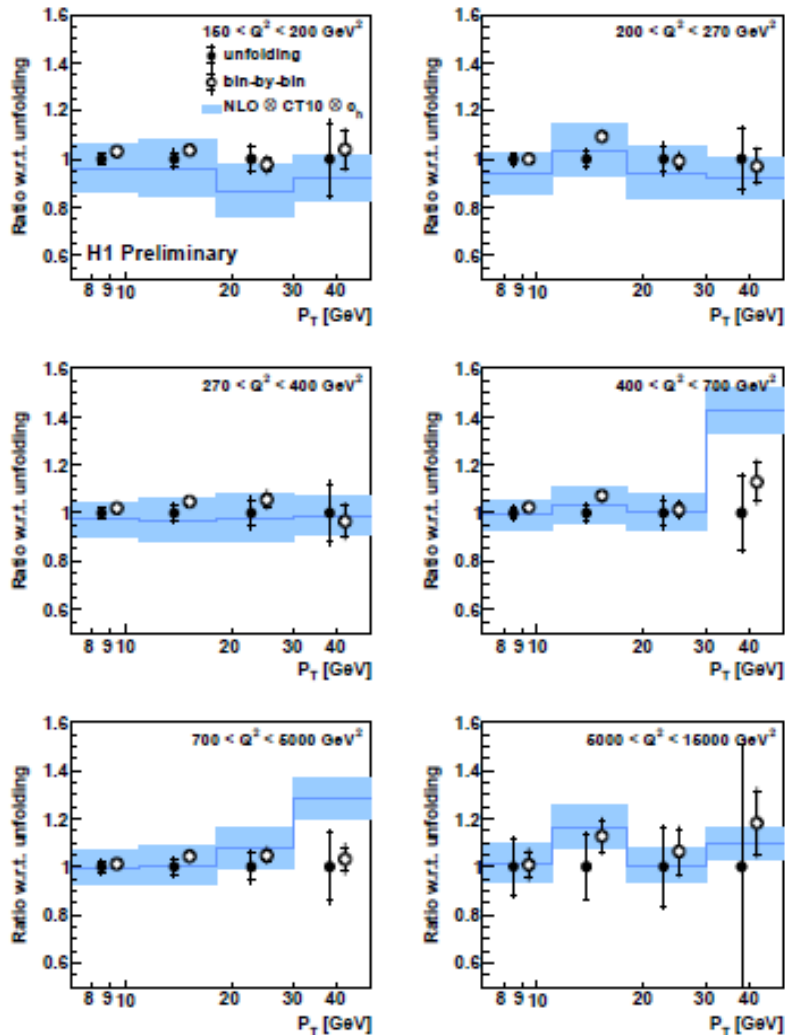 150 < Q² < 200 GeV²
unfolding
bin-by-bin
NLO ⊗ CT10 ⊗ c_h
H1 Preliminary
Ratio w.r.t. unfolding
1.6
1.4
1.2
1
0.8
0.6
8 9 10 20 30 40
P_T [GeV]
200 < Q² < 270 GeV²
Ratio w.r.t. unfolding
1.6
1.4
1.2
1
0.8
0.6
8 9 10 20 30 40
P_T [GeV]
270 < Q² < 400 GeV²
Ratio w.r.t. unfolding
1.6
1.4
1.2
1
0.8
0.6
8 9 10 20 30 40
P_T [GeV]
400 < Q² < 700 GeV²
Ratio w.r.t. unfolding
1.6
1.4
1.2
1
0.8
0.6
8 9 10 20 30 40
P_T [GeV]
700 < Q² < 5000 GeV²
Ratio w.r.t. unfolding
1.6
1.4
1.2
1
0.8
0.6
8 9 10 20 30 40
P_T [GeV]
5000 < Q² < 15000 GeV²
Ratio w.r.t. unfolding
1.6
1.4
1.2
1
0.8
0.6
8 9 10 20 30 40
P_T [GeV]